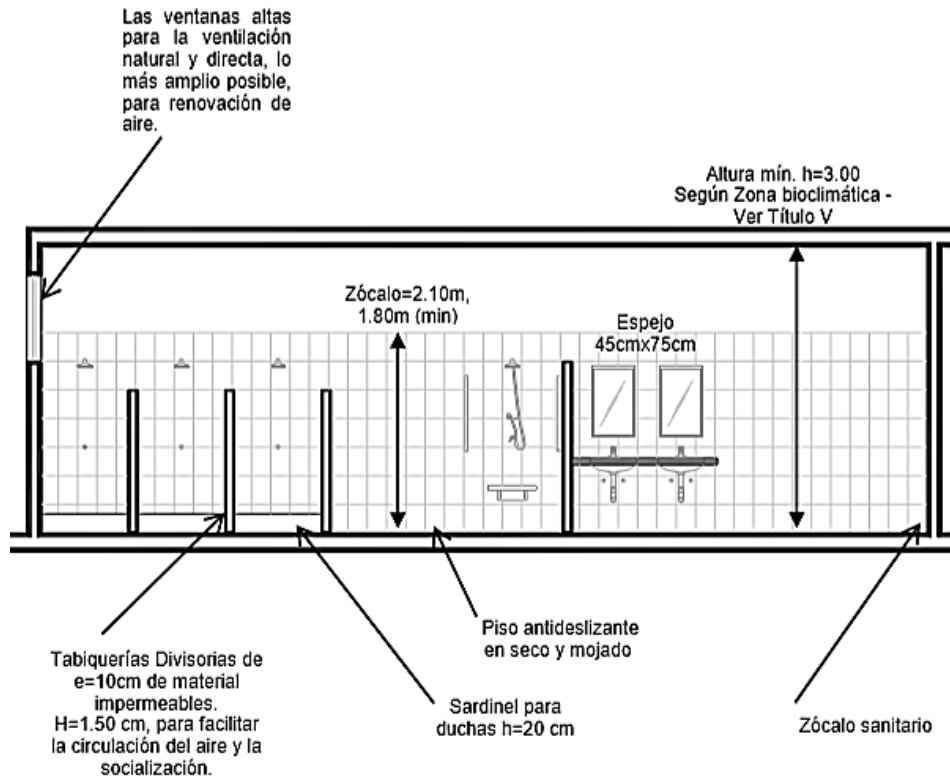 Las ventanas altas
para la ventilación
natural y directa, lo
más amplio posible,
para renovación de
aire.
Altura mín. h=3.00
Según Zona bioclimática -
Ver Título V
Zócalo=2.10m,
1.80m (min)
Espejo
45cmx75cm
Tabiquerías Divisorias de
e=10cm de material
impermeables.
H=1.50 cm, para facilitar
la circulación del aire y la
socialización.
Sardinel para
duchas h=20 cm
Piso antideslizante
en seco y mojado
Zócalo sanitario